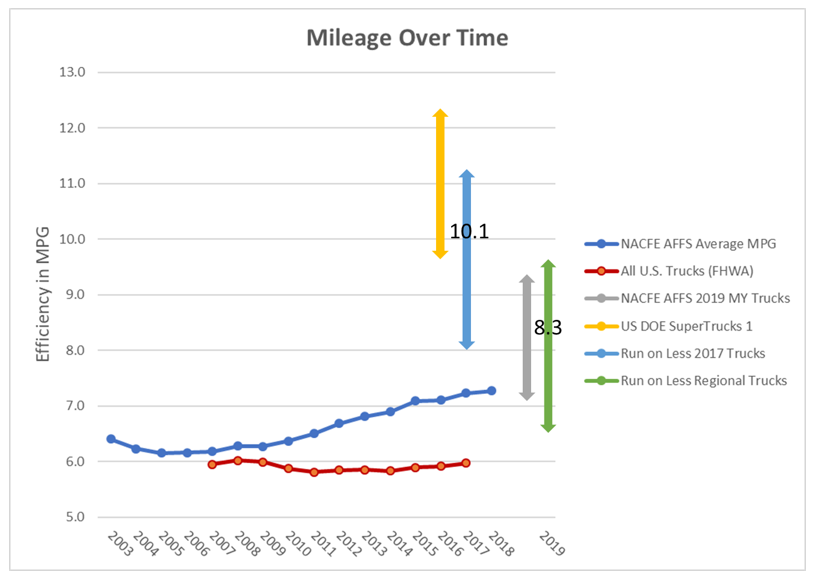 Mileage Over Time
13.0
12.0
11.0
10.0
9.0
8.0
7.0
6.0
5.0
Efficiency in MPG
10.1
8.3
2003 2004 2005 2006 2007 2008 2009 2010 2011 2012 2013 2014 2015 2016 2017 2018 2019
NACFE AFFS Average MPG
All U.S. Trucks (FHWA)
NACFE AFFS 2019 MY Trucks
US DOE SuperTrucks 1
Run on Less 2017 Trucks
Run on Less Regional Trucks